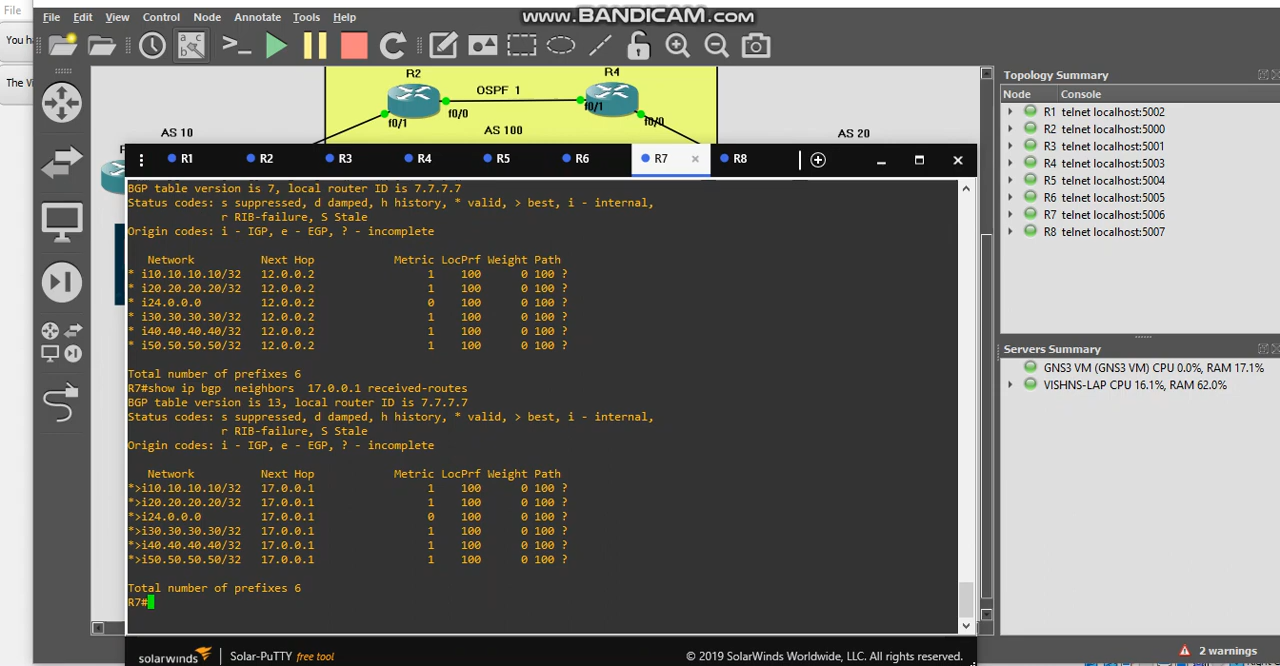 www.BANDICAM.com
File
File Edit View Control Node Annotate Tools Help
You ha
The Vi
R2
R4
OSPF 1
f0/0
f0/1
f0/1
f0/0
AS 10
AS 100
AS 20
R1 R2 R3 R4 R5 R6 R7 × R8
BGP table version is 7, local router ID is 7.7.7.7
Status codes: s suppressed, d damped, h history, * valid, > best, i - internal,
r RIB-failure, S Stale
Origin codes: i - IGP, e - EGP, ? - incomplete
Network Next Hop Metric LocPrf Weight Path
* i10.10.10.10/32 12.0.0.2 1 100 0 100 ?
* i20.20.20.20/32 12.0.0.2 1 100 0 100 ?
* i24.0.0.0 12.0.0.2 0 100 0 100 ?
* i30.30.30.30/32 12.0.0.2 1 100 0 100 ?
* i40.40.40.40/32 12.0.0.2 1 100 0 100 ?
* i50.50.50.50/32 12.0.0.2 1 100 0 100 ?
Total number of prefixes 6
R7#show ip bgp neighbors 17.0.0.1 received-routes
BGP table version is 13, local router ID is 7.7.7.7
Status codes: s suppressed, d damped, h history, * valid, > best, i - internal,
r RIB-failure, S Stale
Origin codes: i - IGP, e - EGP, ? - incomplete
Network Next Hop Metric LocPrf Weight Path
*>i10.10.10.10/32 17.0.0.1 1 100 0 100 ?
*>i20.20.20.20/32 17.0.0.1 1 100 0 100 ?
*>i24.0.0.0 17.0.0.1 0 100 0 100 ?
*>i30.30.30.30/32 17.0.0.1 1 100 0 100 ?
*>i40.40.40.40/32 17.0.0.1 1 100 0 100 ?
*>i50.50.50.50/32 17.0.0.1 1 100 0 100 ?
Total number of prefixes 6
R7#
solarwinds Solar-PuTTY free tool © 2019 SolarWinds Worldwide, LLC. All rights reserved.
Topology Summary
Node Console
R1 telnet localhost:5002
R2 telnet localhost:5000
R3 telnet localhost:5001
R4 telnet localhost:5003
R5 telnet localhost:5004
R6 telnet localhost:5005
R7 telnet localhost:5006
R8 telnet localhost:5007
Servers Summary
GNS3 VM (GNS3 VM) CPU 0.0%, RAM 17.1%
VISHNS-LAP CPU 16.1%, RAM 62.0%
2 warnings